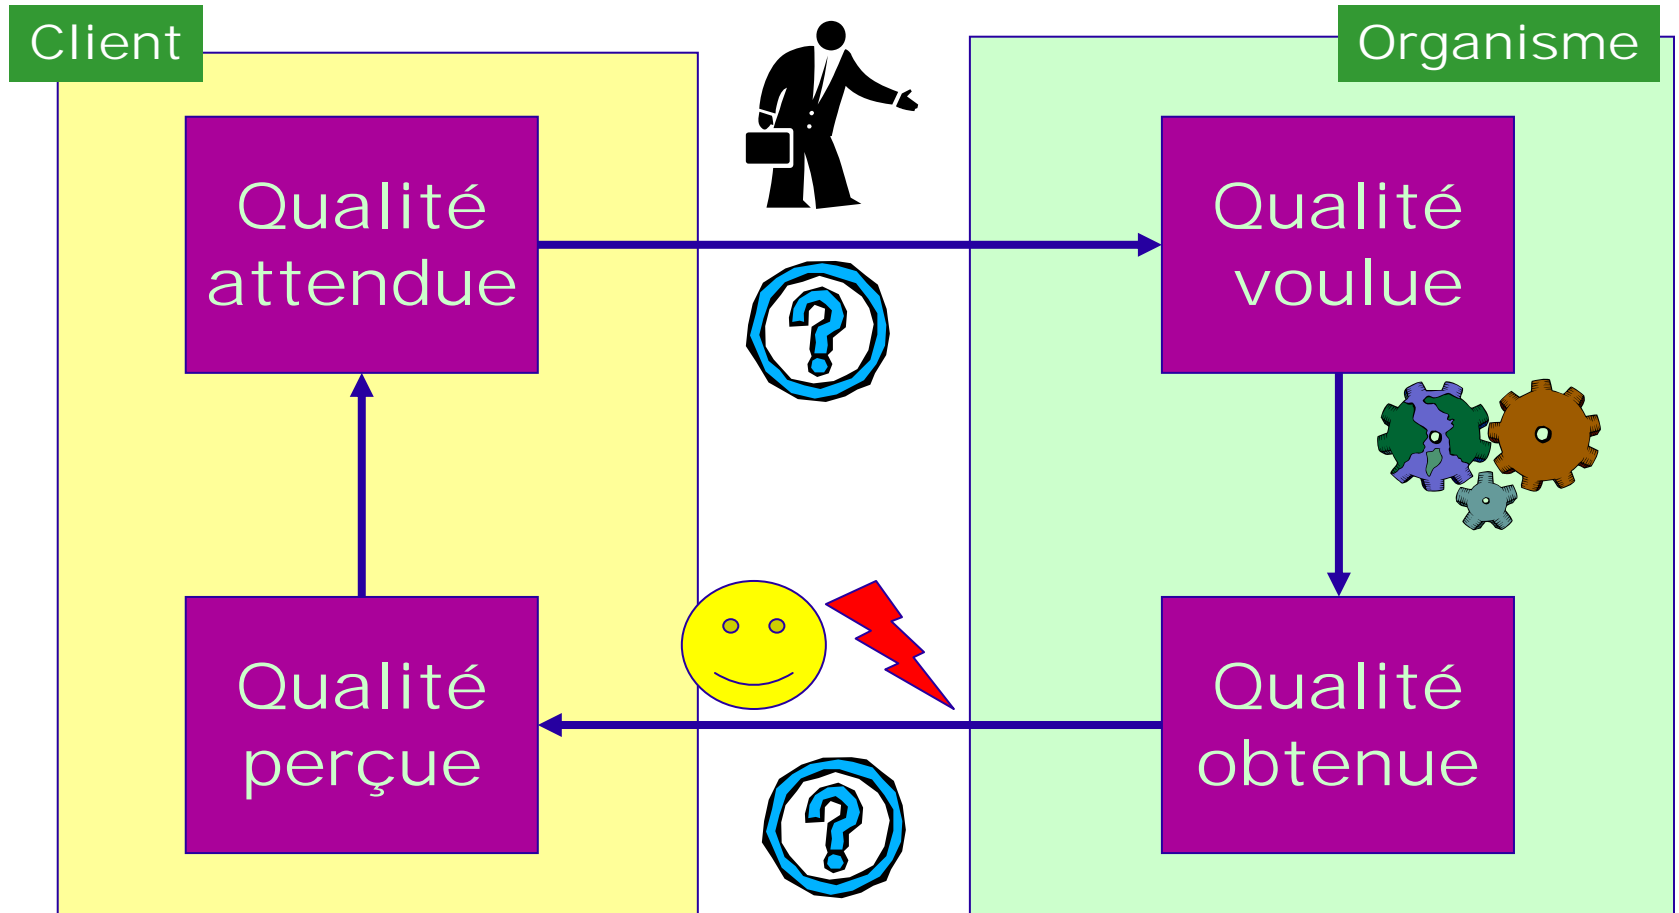 Client
Organisme
Qualité
attendue
Qualité
voulue
Qualité
perçue
Qualité
obtenue